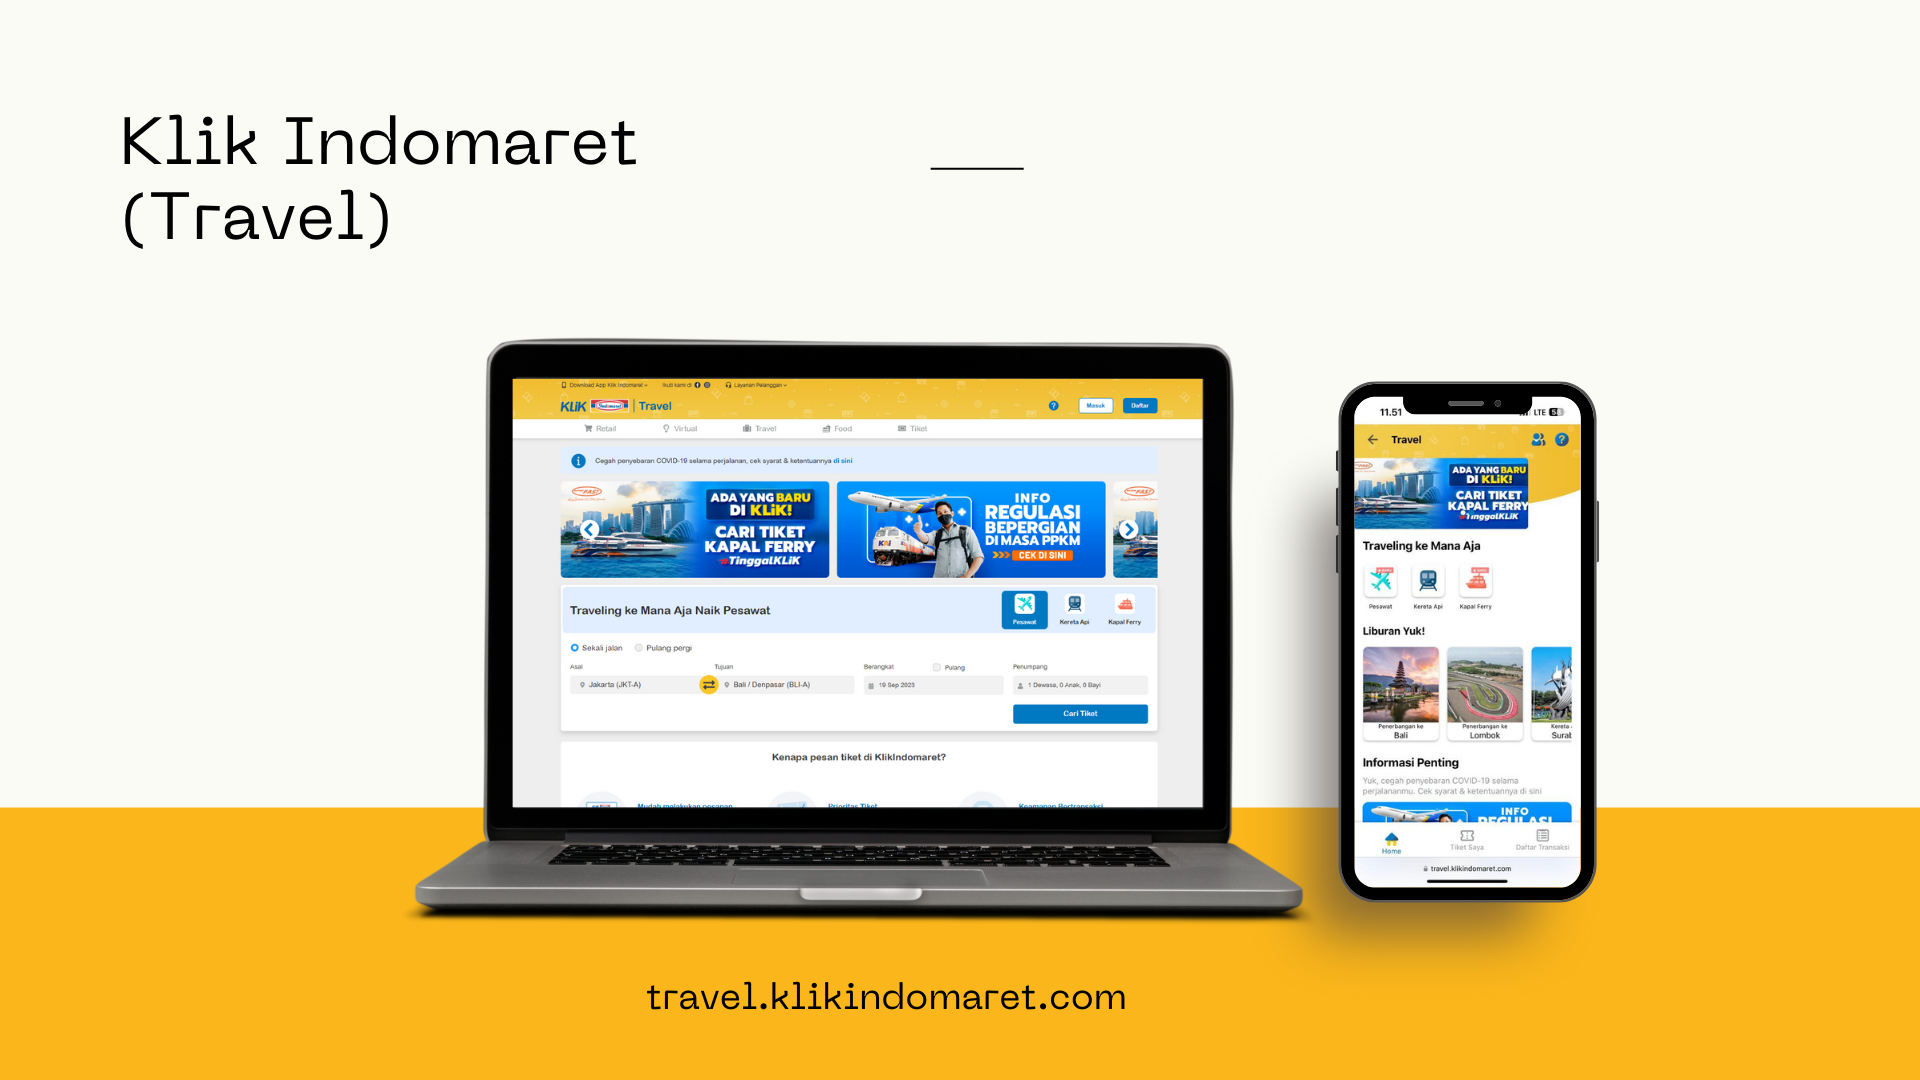 Klik Indomaret
(Travel)
Download App Klik Indomaret
Ikuti kami di
Layanan Pelanggan
KLiK Indomaret | Travel
?
Masuk
Daftar
Retail
Virtual
Travel
Food
Tiket
Cegah penyebaran COVID-19 selama perjalanan, cek syarat & ketentuannya di sini
ADA YANG BARU
DI KLiK!
CARI TIKET
KAPAL FERRY
#TinggalKLiK
INFO
REGULASI
BEPERGIAN
DI MASA PPKM
>>> CEK DI SINI
Traveling ke Mana Aja Naik Pesawat
Pesawat
Kereta Api
Kapal Ferry
Sekali jalan
Pulang pergi
Asal
Tujuan
Berangkat
Pulang
Penumpang
Jakarta (JKT-A)
Bali / Denpasar (BLI-A)
19 Sep 2023
1 Dewasa, 0 Anak, 0 Bayi
Cari Tiket
Kenapa pesan tiket di KlikIndomaret?
Mudah melakukan pesanan
Prioritas Tiket
Keamanan Bertransaksi
11.51
LTE
Travel
?
ADA YANG BARU
DI KLiK!
CARI TIKET
KAPAL FERRY
#TinggalKLiK
Traveling ke Mana Aja
Pesawat
Kereta Api
Kapal Ferry
Liburan Yuk!
Penerbangan ke
Bali
Penerbangan ke
Lombok
Kereta
Surab
Informasi Penting
Yuk, cegah penyebaran COVID-19 selama
perjalananmu. Cek syarat & ketentuannya di sini
INFO
REGULASI
Home
Tiket Saya
Daftar Transaksi
travel.klikindomaret.com
travel.klikindomaret.com